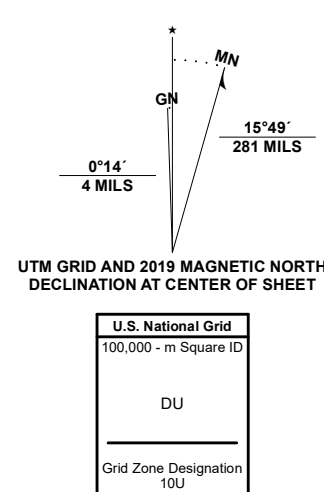 ★
MN
GN
15°49´
281 MILS
0°14´
4 MILS
UTM GRID AND 2019 MAGNETIC NORTH
DECLINATION AT CENTER OF SHEET
U.S. National Grid
100,000 - m Square ID
DU
Grid Zone Designation
10U